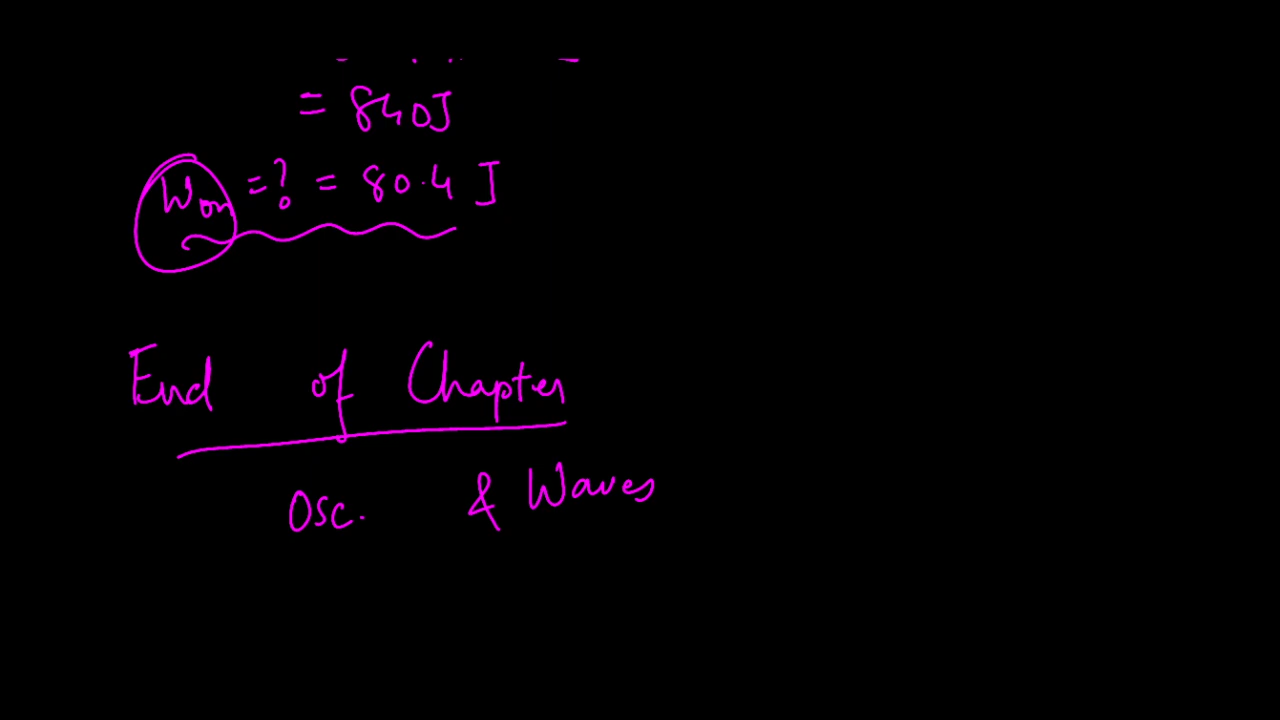 = 840J
Won =? = 80.4 J
End of Chapter
Osc. & Waves